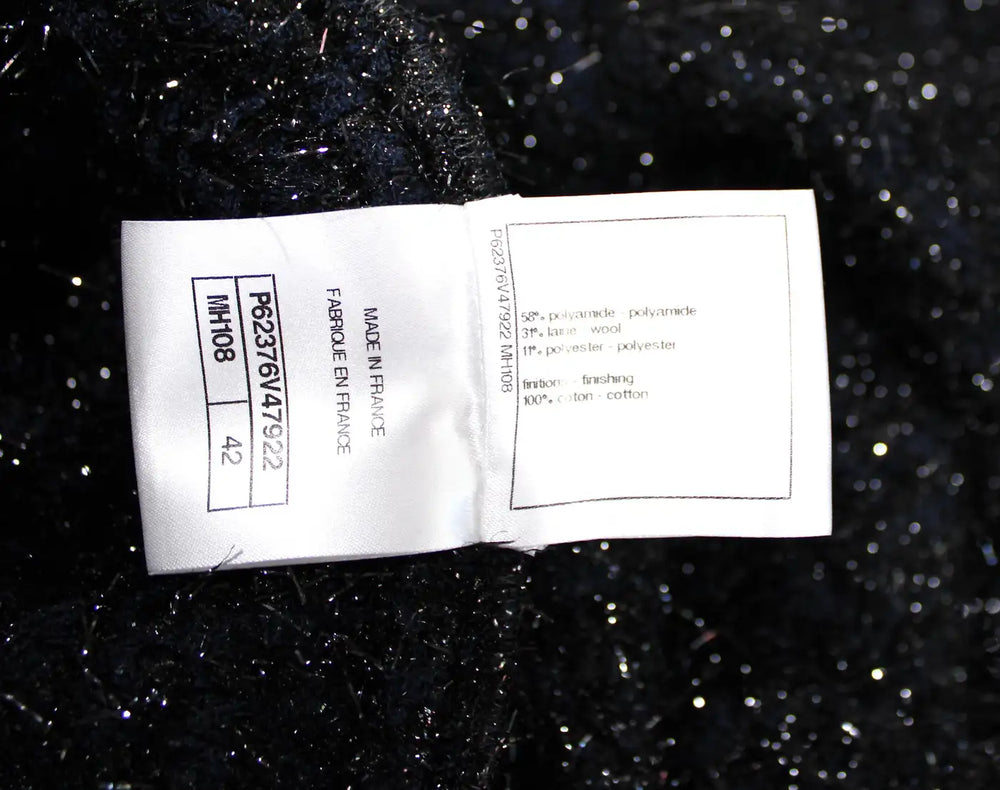 P62376V47922
MH108
42
MADE IN FRANCE
FABRIQUE EN FRANCE
P62376V47922 MH108
58% polyamide - polyamide
31% laine - wool
11% polyester - polyester
finition - finishing
100% coton - cotton